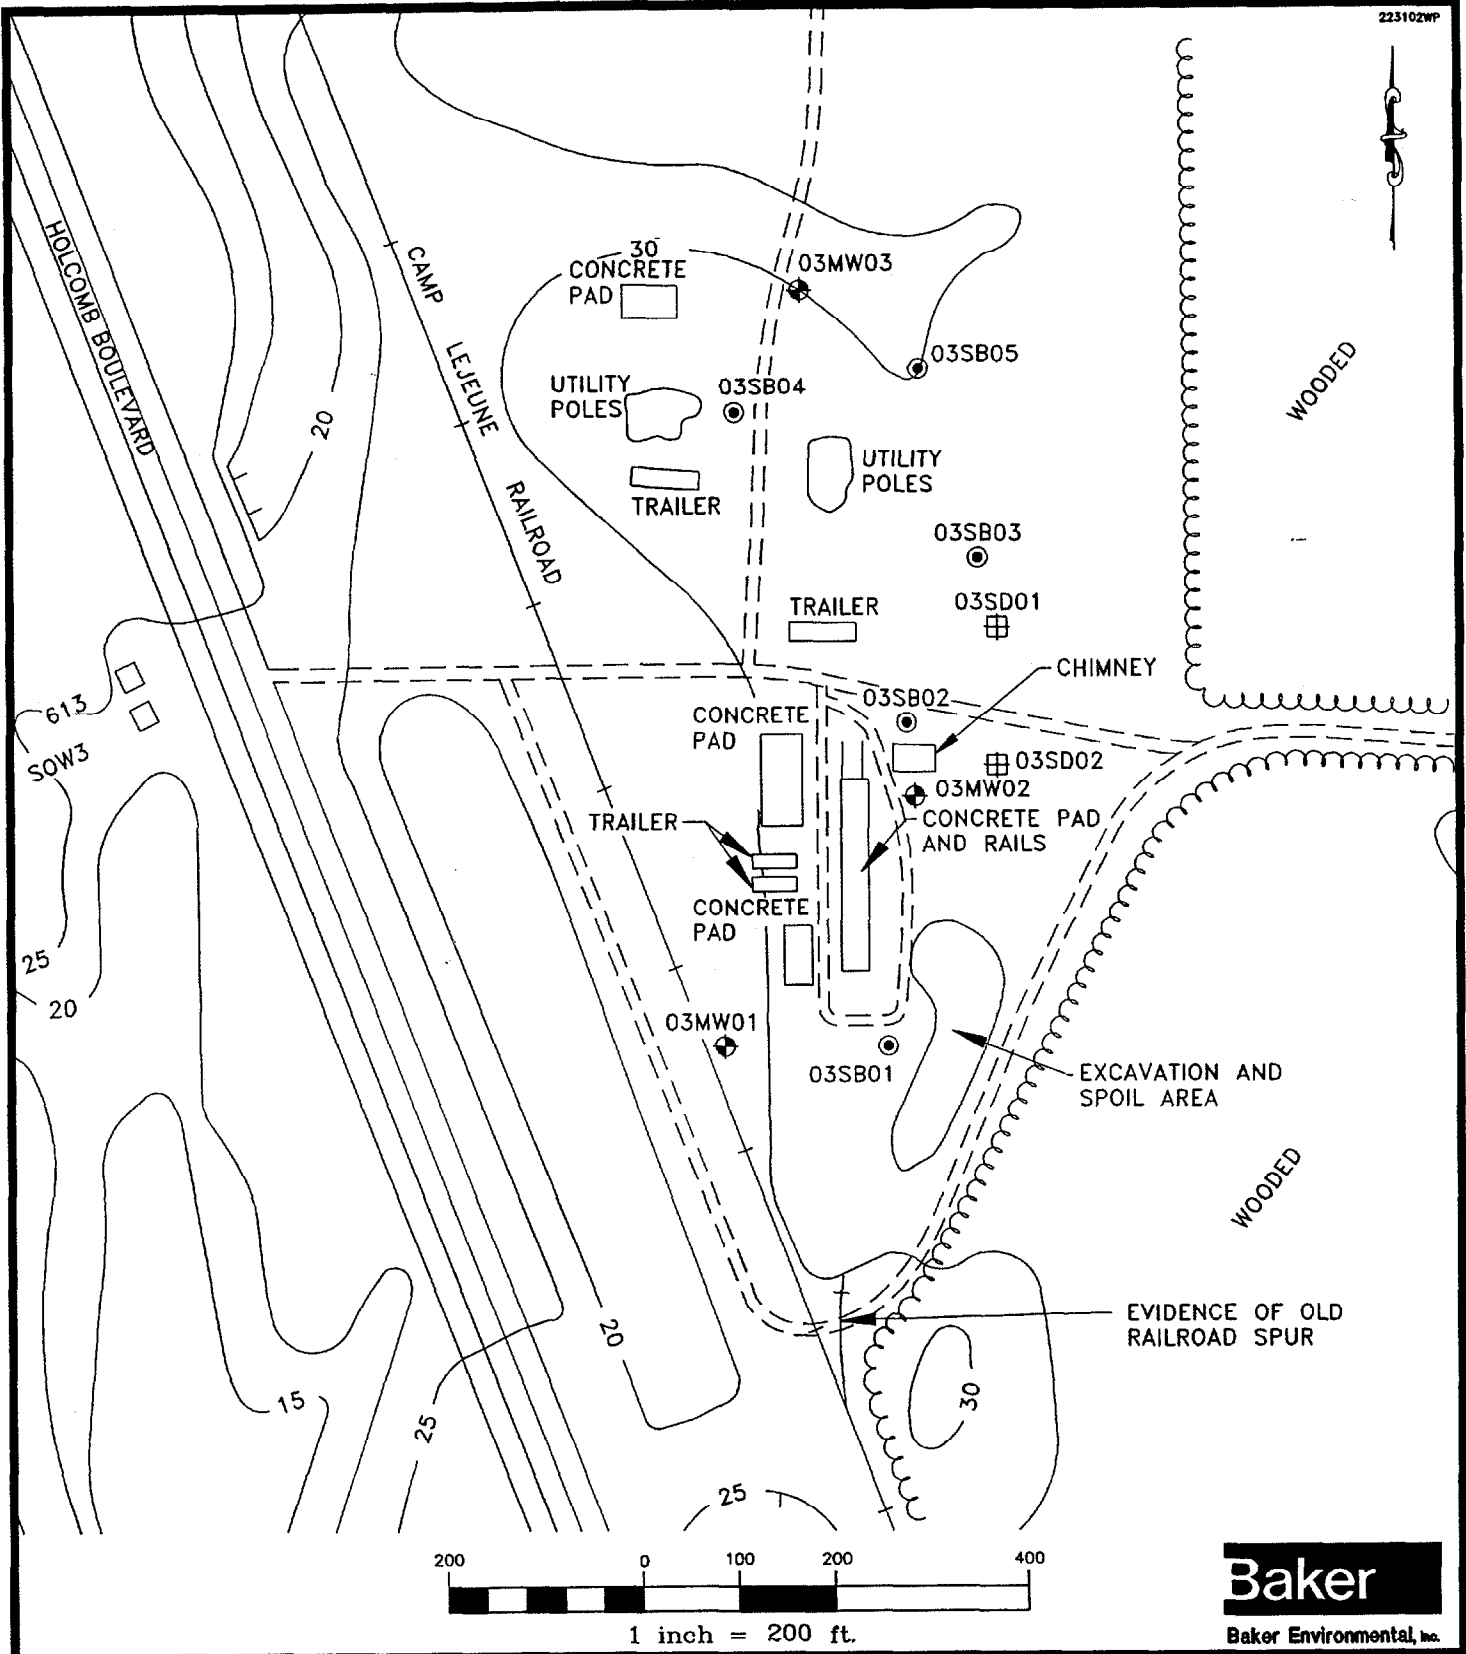 223102WP
HOLCOMB BOULEVARD
CAMP LEJEUNE RAILROAD
30
CONCRETE
PAD
03MW03
03SB05
WOODED
UTILITY
POLES
03SB04
20
TRAILER
UTILITY
POLES
03SB03
03SD01
TRAILER
CHIMNEY
03SB02
613
SOW3
CONCRETE
PAD
03SD02
03MW02
TRAILER
CONCRETE PAD
AND RAILS
CONCRETE
PAD
25
20
03MW01
03SB01
EXCAVATION AND
SPOIL AREA
WOODED
EVIDENCE OF OLD
RAILROAD SPUR
20
30
15
25
25
200 0 100 200 400
1 inch = 200 ft.
Baker
Baker Environmental, Inc.